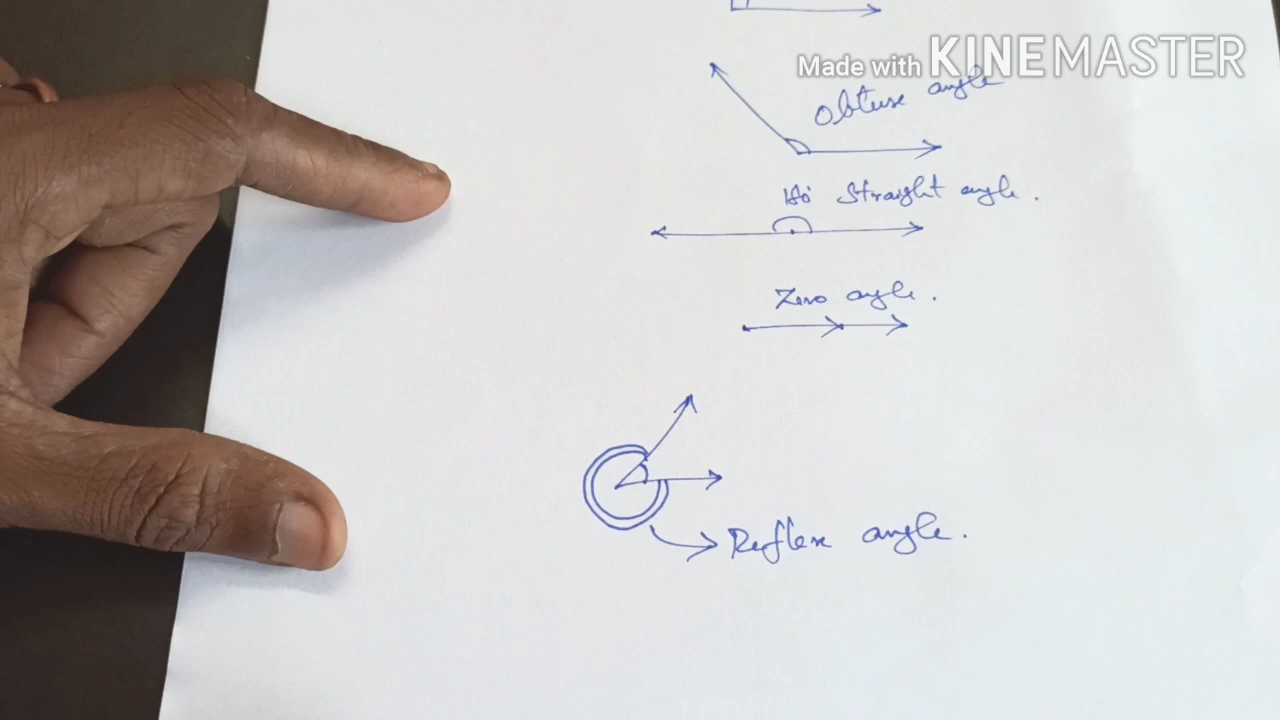 Made with KINEMASTER
Obtuse angle
180° Straight angle.
Zero angle.
Reflex angle.